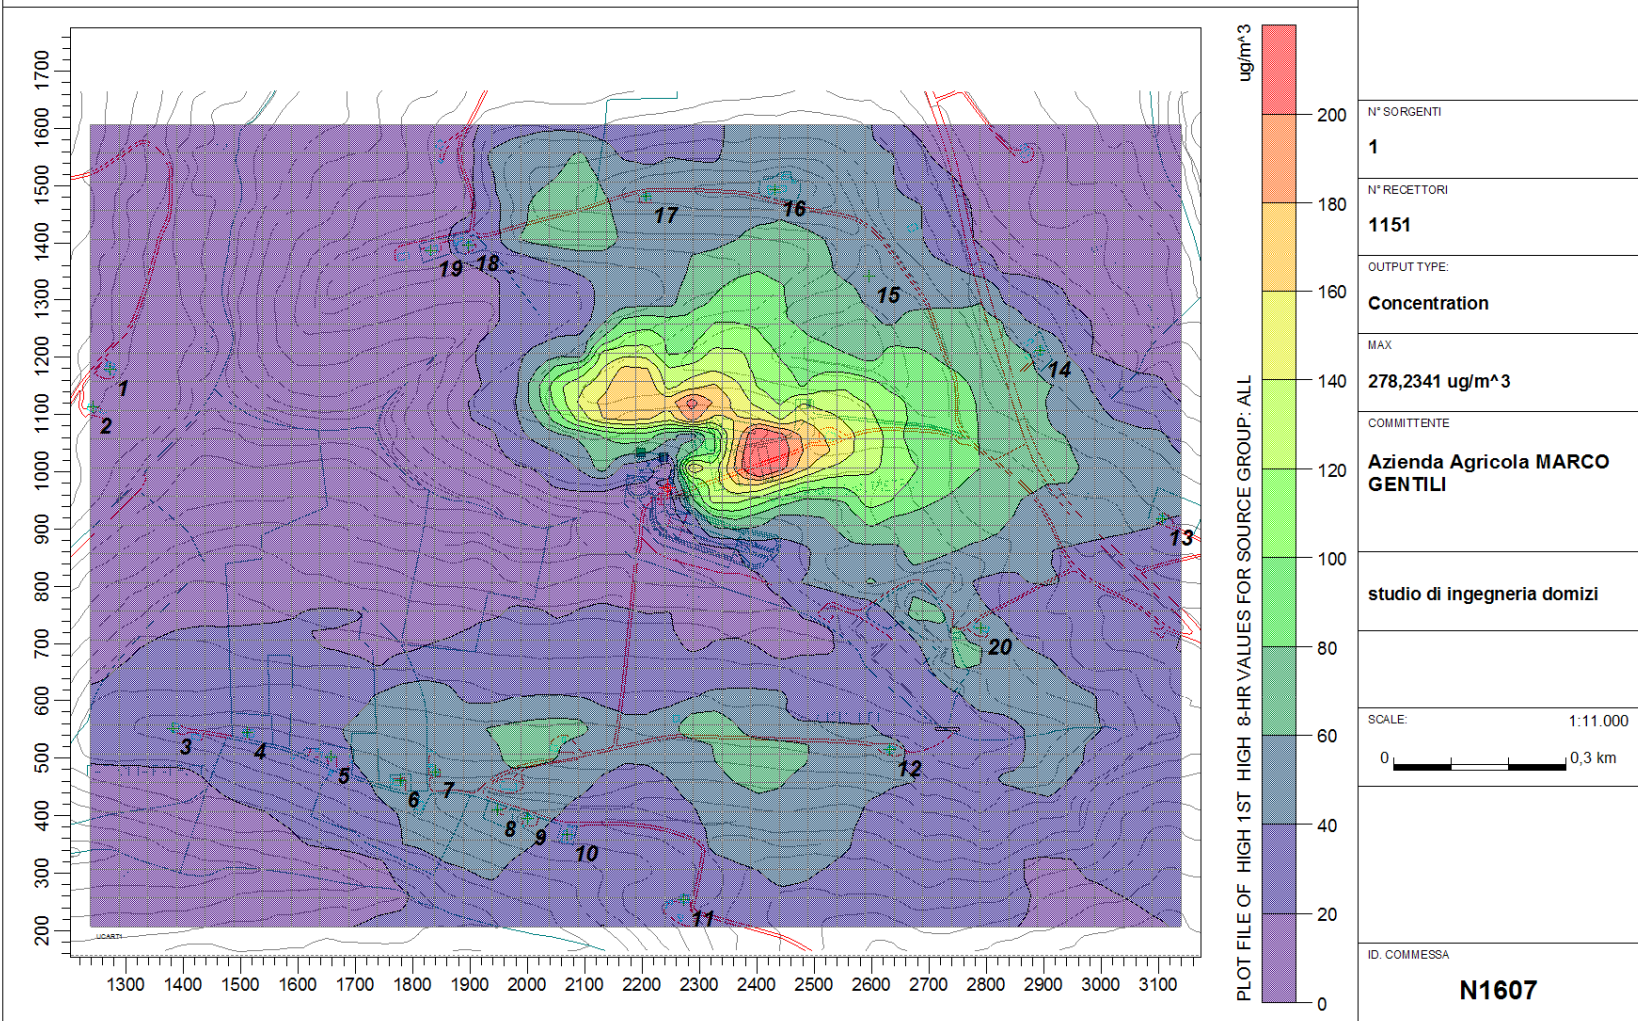 ug/m^3
PLOT FILE OF HIGH 1ST HIGH 8-HR VALUES FOR SOURCE GROUP: ALL
200
180
160
140
120
100
80
60
40
20
0
1700
1600
1500
1400
1300
1200
1100
1000
900
800
700
600
500
400
300
200
1300 1400 1500 1600 1700 1800 1900 2000 2100 2200 2300 2400 2500 2600 2700 2800 2900 3000 3100
17
16
19 18
15
14
1
2
13
20
3
4
5
6
7
8
9
10
11
12
N° SORGENTI
1
N° RECETTORI
1151
OUTPUT TYPE:
Concentration
MAX
278,2341 ug/m^3
COMMITTENTE
Azienda Agricola MARCO
GENTILI
studio di ingegneria domizi
SCALE: 1:11.000
0 0,3 km
ID. COMMESSA
N1607